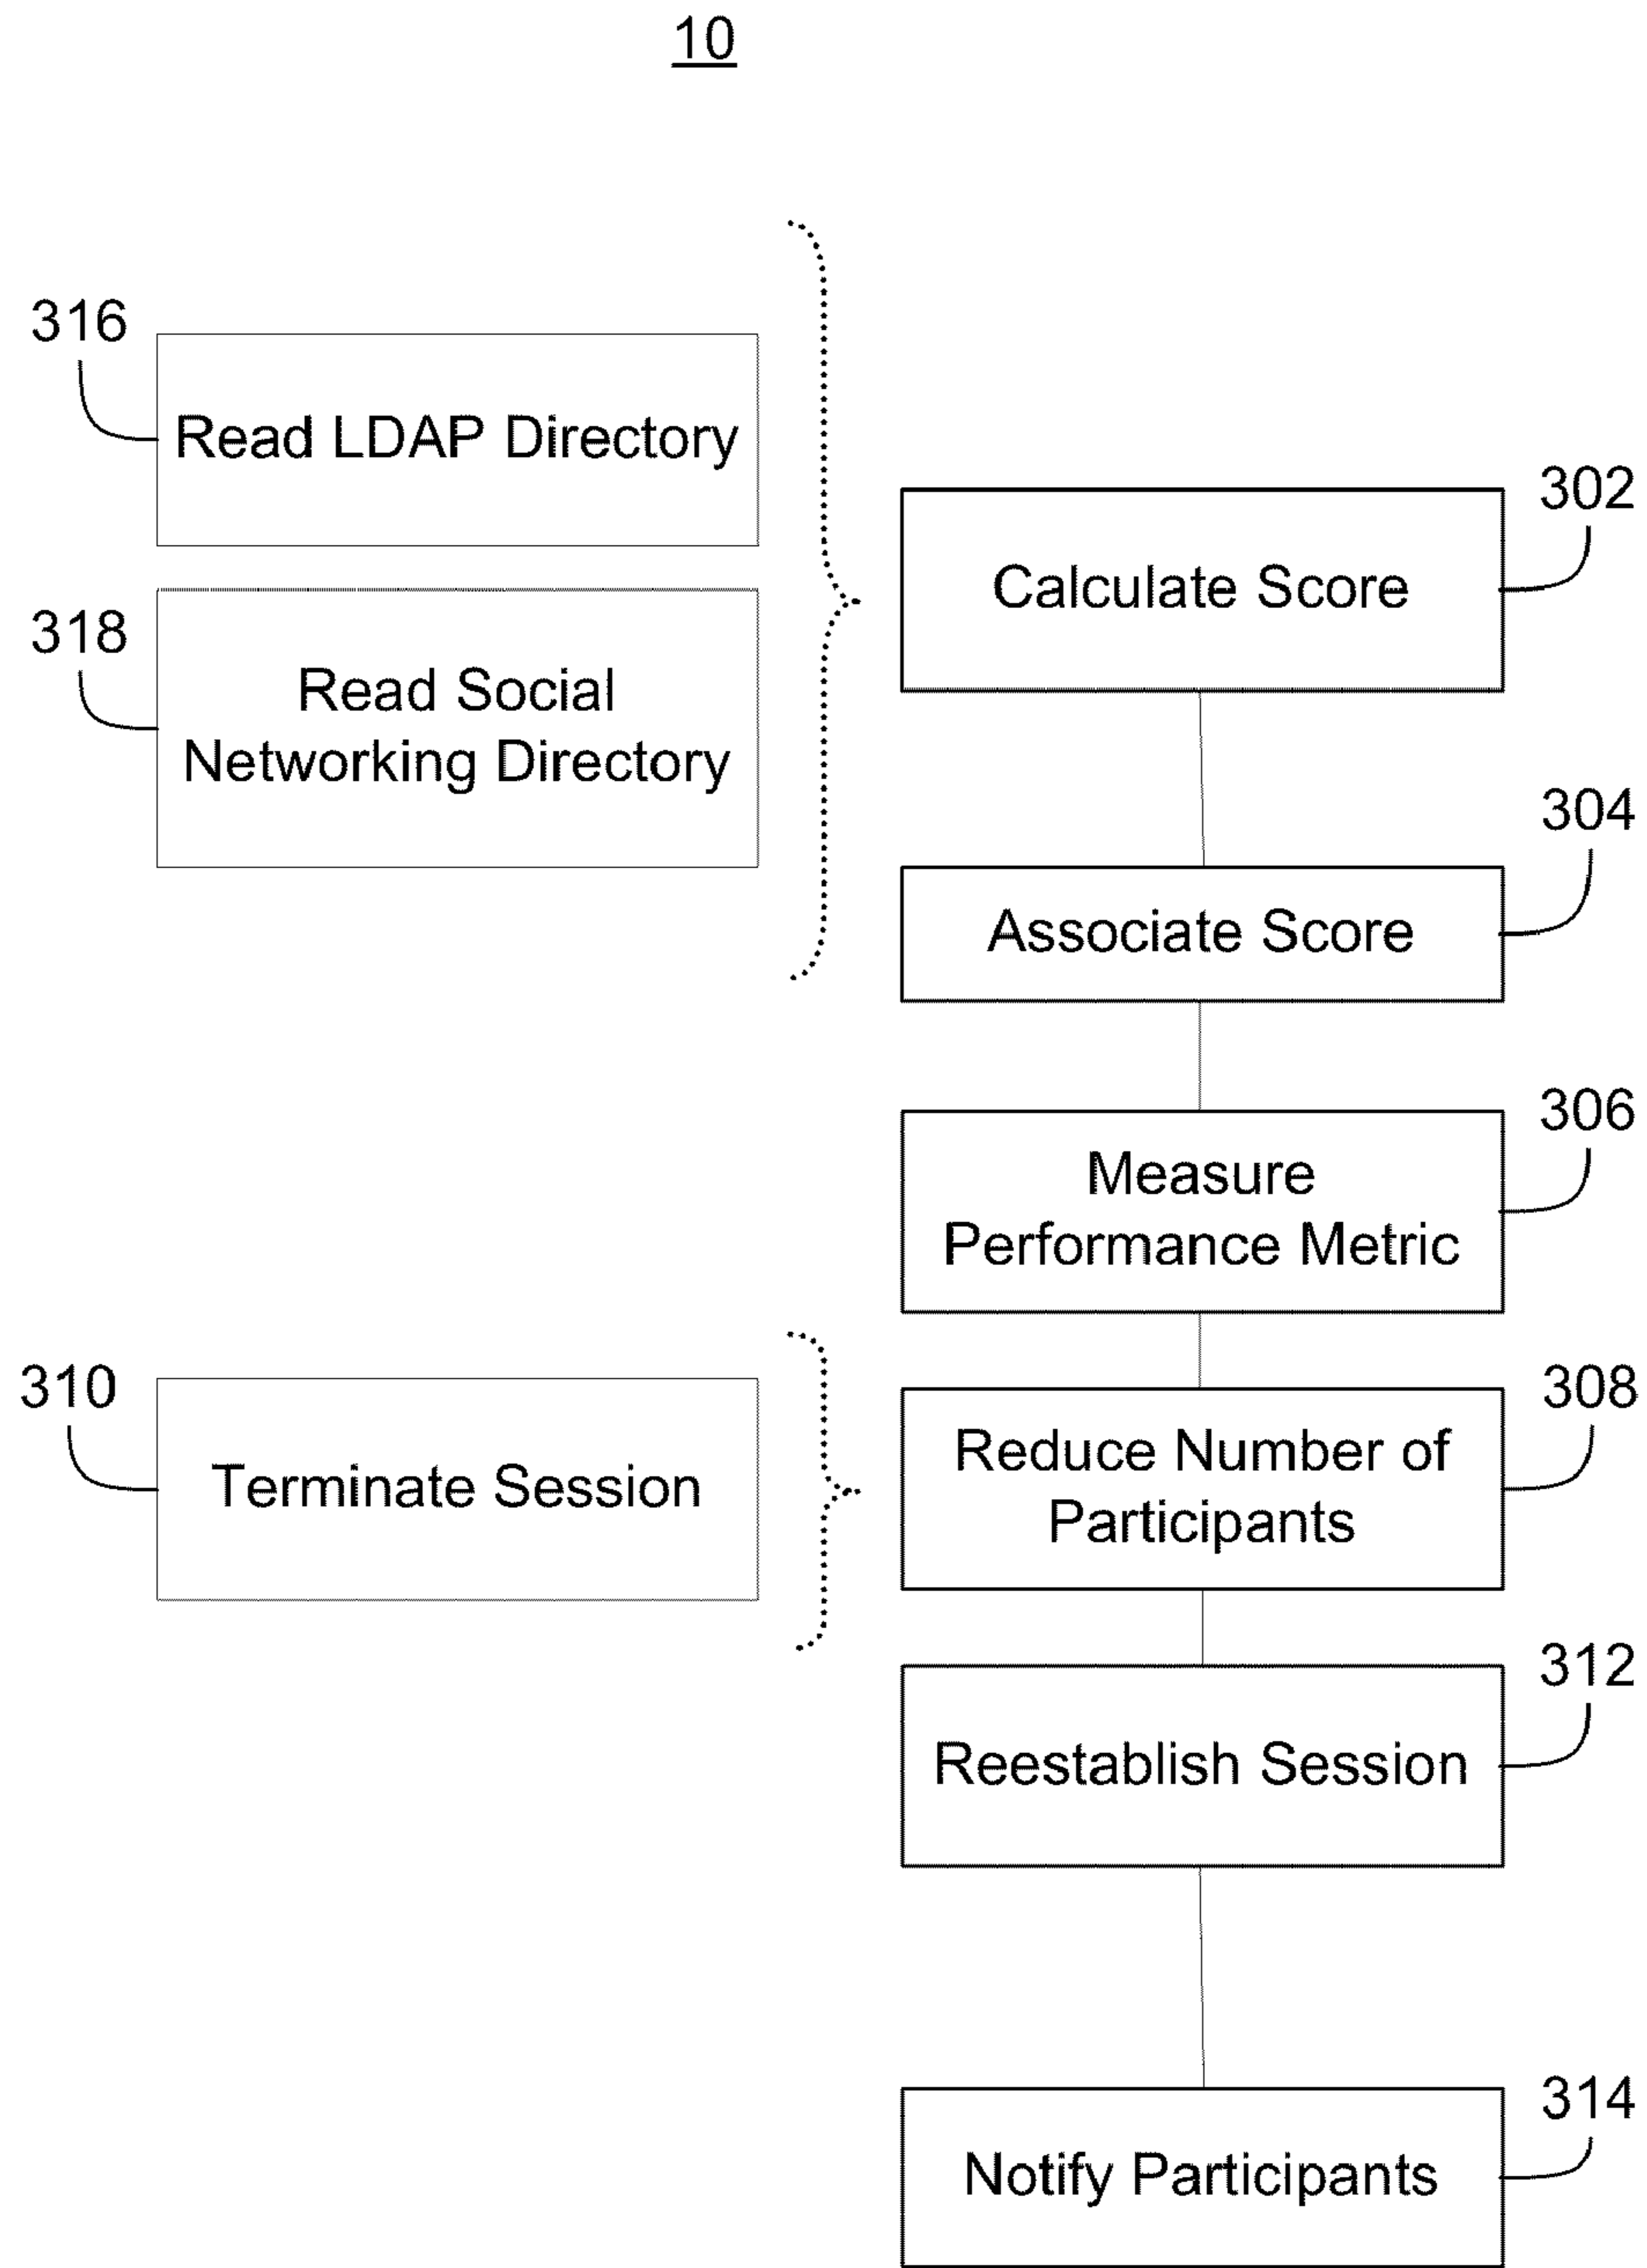 10
316
Read LDAP Directory
318
Read Social
Networking Directory
302
Calculate Score
304
Associate Score
306
Measure
Performance Metric
310
Terminate Session
308
Reduce Number of
Participants
312
Reestablish Session
314
Notify Participants